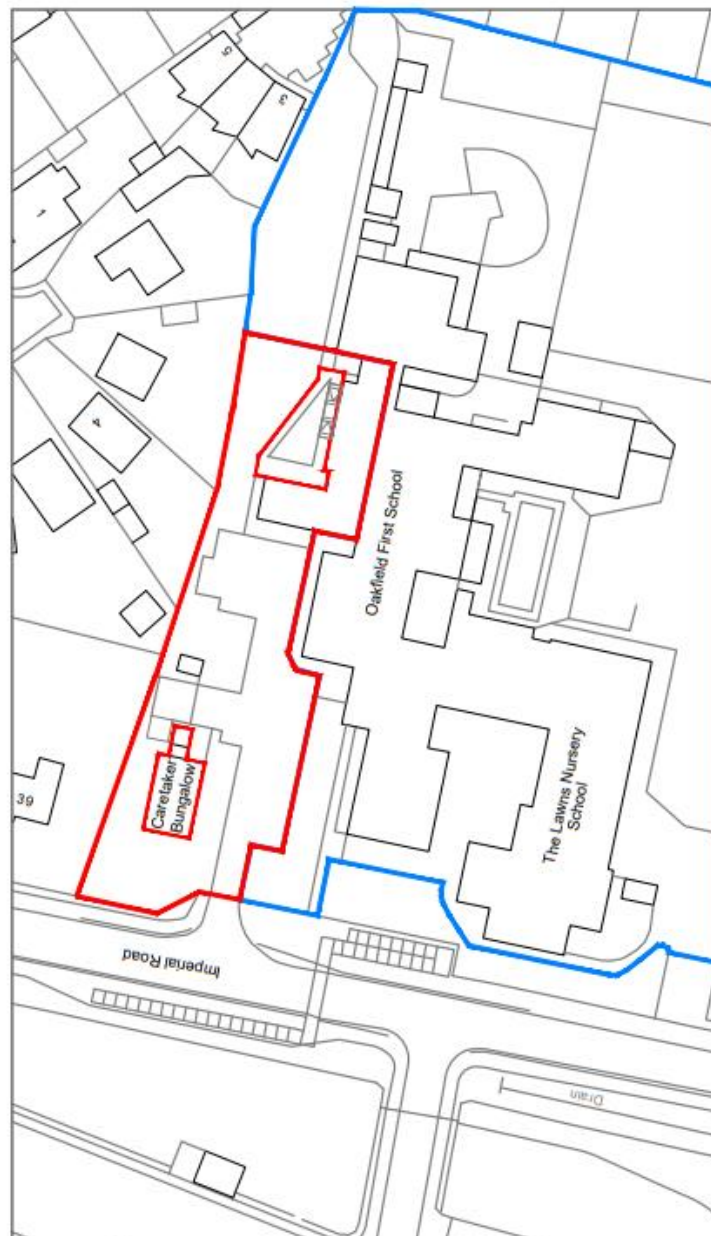 5
3
1
4
Oakfield First School
39
Caretaker
Bungalow
The Lawns Nursery
School
Imperial Road
Drain